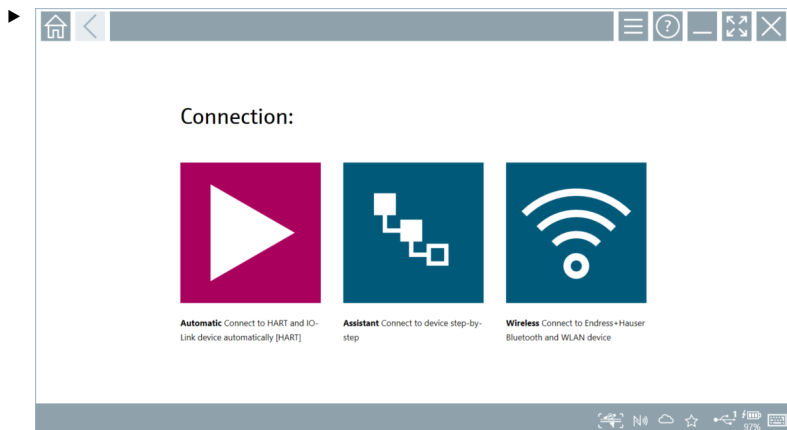 Connection:
Automatic Connect to HART and IO-
Link device automatically [HART]
Assistant Connect to device step-by-
step
Wireless Connect to Endress+Hauser
Bluetooth and WLAN device
1
97%